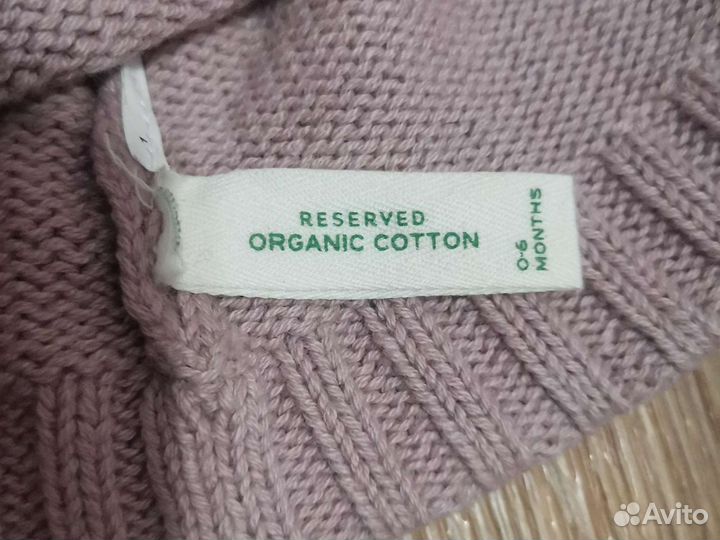 RESERVED
ORGANIC COTTON
0-6
MONTHS
Avito